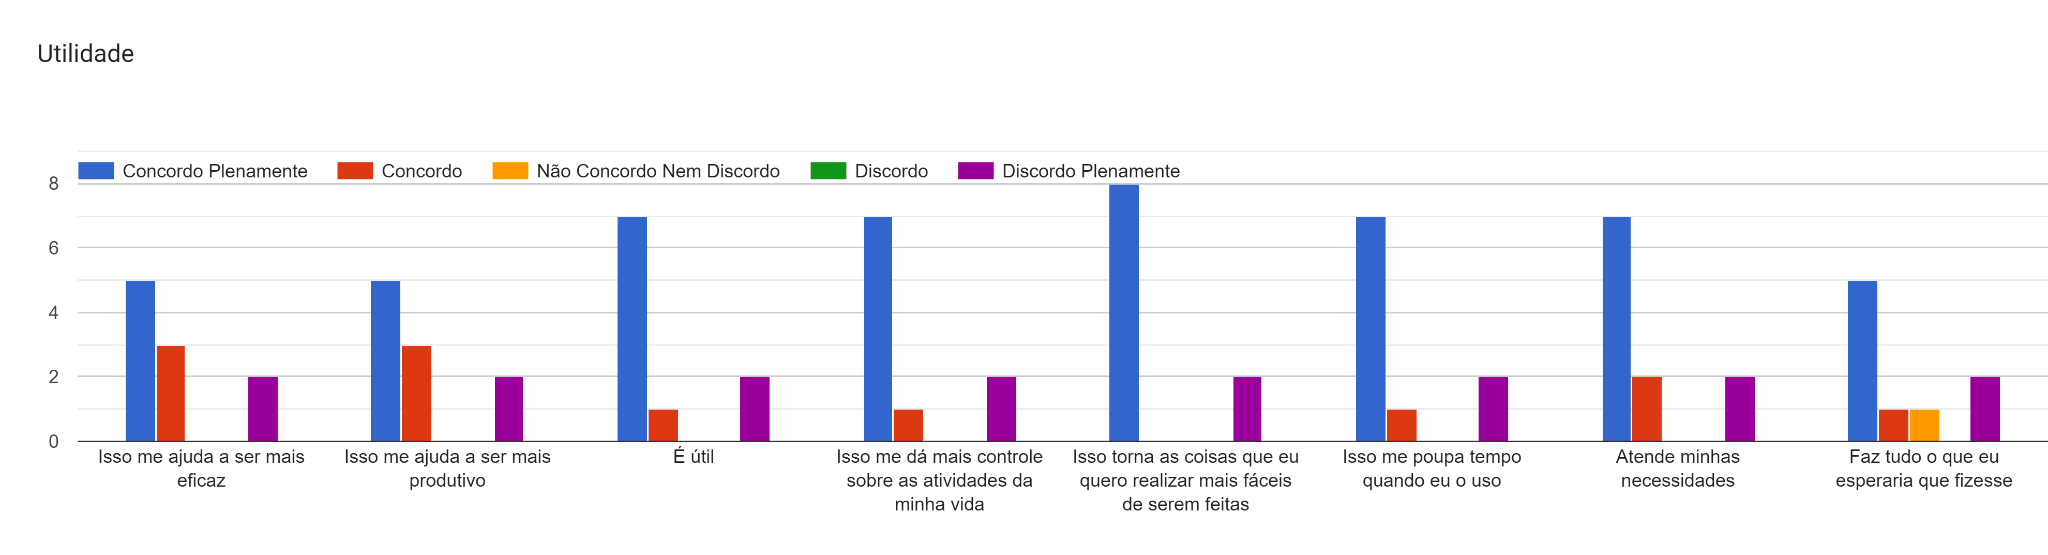 Utilidade
Concordo Plenamente
Concordo
Não Concordo Nem Discordo
Discordo
Discordo Plenamente
8
6
4
2
0
Isso me ajuda a ser mais
eficaz
Isso me ajuda a ser mais
produtivo
É útil
Isso me dá mais controle
sobre as atividades da
minha vida
Isso torna as coisas que eu
quero realizar mais fáceis
de serem feitas
Isso me poupa tempo
quando eu o uso
Atende minhas
necessidades
Faz tudo o que eu
esperaria que fizesse